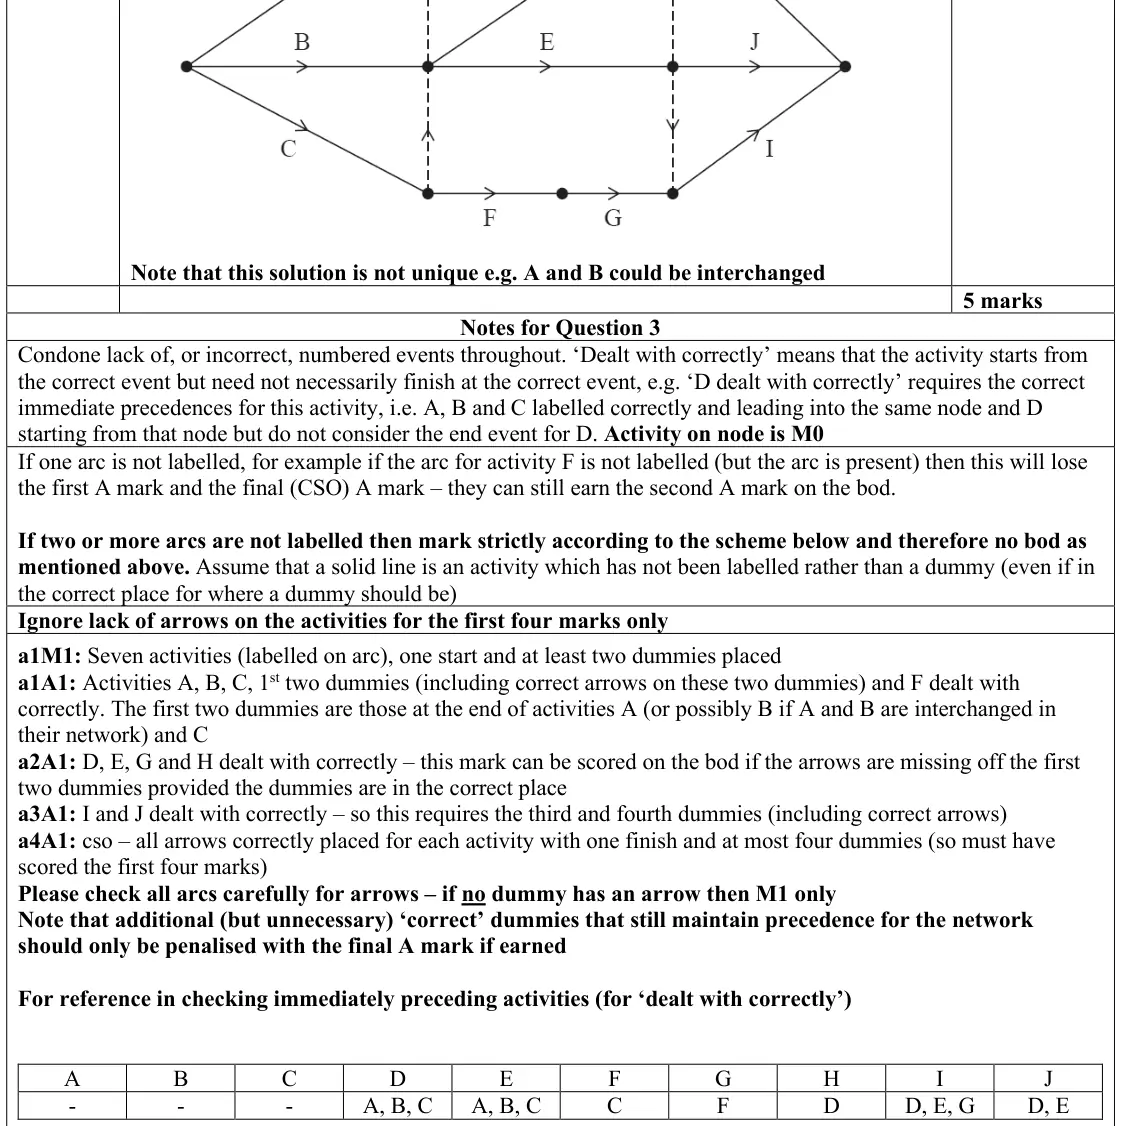 B
E
J
C
I
F
G
Note that this solution is not unique e.g. A and B could be interchanged
5 marks
Notes for Question 3
Condone lack of, or incorrect, numbered events throughout. ‘Dealt with correctly’ means that the activity starts from
the correct event but need not necessarily finish at the correct event, e.g. ‘D dealt with correctly’ requires the correct
immediate precedences for this activity, i.e. A, B and C labelled correctly and leading into the same node and D
starting from that node but do not consider the end event for D. Activity on node is M0
If one arc is not labelled, for example if the arc for activity F is not labelled (but the arc is present) then this will lose
the first A mark and the final (CSO) A mark – they can still earn the second A mark on the bod.
If two or more arcs are not labelled then mark strictly according to the scheme below and therefore no bod as
mentioned above. Assume that a solid line is an activity which has not been labelled rather than a dummy (even if in
the correct place for where a dummy should be)
Ignore lack of arrows on the activities for the first four marks only
a1M1: Seven activities (labelled on arc), one start and at least two dummies placed
a1A1: Activities A, B, C, 1st two dummies (including correct arrows on these two dummies) and F dealt with
correctly. The first two dummies are those at the end of activities A (or possibly B if A and B are interchanged in
their network) and C
a2A1: D, E, G and H dealt with correctly – this mark can be scored on the bod if the arrows are missing off the first
two dummies provided the dummies are in the correct place
a3A1: I and J dealt with correctly – so this requires the third and fourth dummies (including correct arrows)
a4A1: cso – all arrows correctly placed for each activity with one finish and at most four dummies (so must have
scored the first four marks)
Please check all arcs carefully for arrows – if no dummy has an arrow then M1 only
Note that additional (but unnecessary) ‘correct’ dummies that still maintain precedence for the network
should only be penalised with the final A mark if earned
For reference in checking immediately preceding activities (for ‘dealt with correctly’)
A B C D E F G H I J
- - - A, B, C A, B, C C F D D, E, G D, E